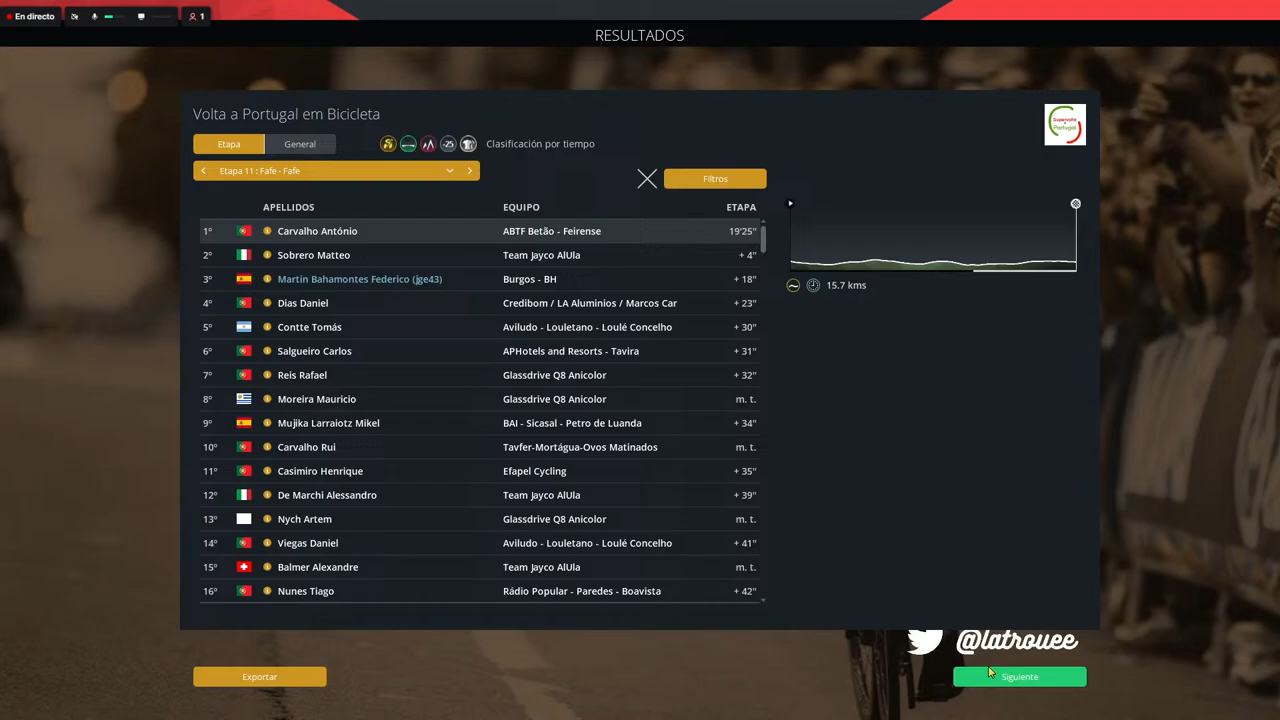 En directo
1
RESULTADOS
Volta a Portugal em Bicicleta
Supervolta a Portugal
Etapa General -25 Clasificación por tiempo
Etapa 11 : Fafe - Fafe
Filtros
APELLIDOS EQUIPO ETAPA
1º Carvalho António ABTF Betão - Feirense 19'25"
2º Sobrero Matteo Team Jayco AlUla + 4"
3º Martin Bahamontes Federico (jge43) Burgos - BH + 18"
4º Dias Daniel Credibom / LA Aluminios / Marcos Car + 23"
5º Contte Tomás Aviludo - Louletano - Loulé Concelho + 30"
6º Salgueiro Carlos APHotels and Resorts - Tavira + 31"
7º Reis Rafael Glassdrive Q8 Anicolor + 32"
8º Moreira Mauricio Glassdrive Q8 Anicolor m. t.
9º Mujika Larraiotz Mikel BAI - Sicasal - Petro de Luanda + 34"
10º Carvalho Rui Tavfer-Mortágua-Ovos Matinados m. t.
11º Casimiro Henrique Efapel Cycling + 35"
12º De Marchi Alessandro Team Jayco AlUla + 39"
13º Nych Artem Glassdrive Q8 Anicolor m. t.
14º Viegas Daniel Aviludo - Louletano - Loulé Concelho + 41"
15º Balmer Alexandre Team Jayco AlUla m. t.
16º Nunes Tiago Rádio Popular - Paredes - Boavista + 42"
15.7 kms
@latrouee
Exportar
Siguiente